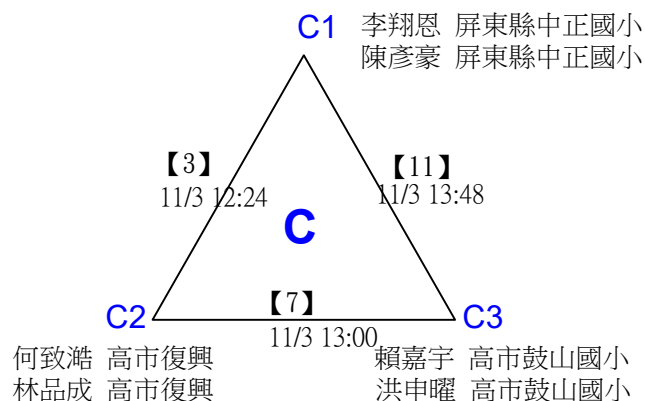 C1 李翔恩 屏東縣中正國小
陳彥豪 屏東縣中正國小
【3】
11/3 12:24
【11】
11/3 13:48
C
【7】
11/3 13:00
C2
C3
何致澔 高市復興
林品成 高市復興
賴嘉宇 高市鼓山國小
洪申曜 高市鼓山國小